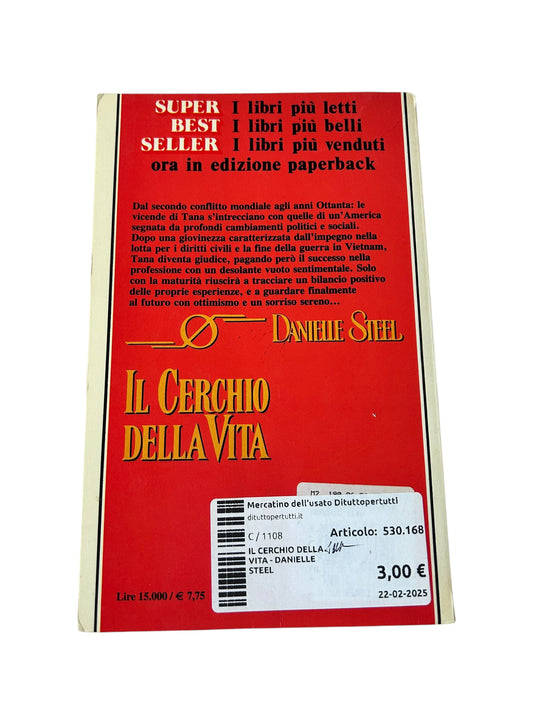 SUPER I libri più letti
BEST I libri più belli
SELLER I libri più venduti
ora in edizione paperback
Dal secondo conflitto mondiale agli anni Ottanta: le
vicende di Tana s'intrecciano con quelle di un'America
segnata da profondi cambiamenti politici e sociali.
Dopo una giovinezza caratterizzata dall'impegno nella
lotta per i diritti civili e la fine della guerra in Vietnam,
Tana diventa giudice, pagando però il successo nella
professione con un desolante vuoto sentimentale. Solo
con la maturità riuscirà a tracciare un bilancio positivo
delle proprie esperienze, e a guardare finalmente
al futuro con ottimismo e un sorriso sereno...
DANIELLE STEEL
IL CERCHIO
DELLA VITA
Mercatino dell'usato Dituttopertutti
dituttopertutti.it
C / 1108
Articolo: 530.168
IL CERCHIO DELLA
VITA - DANIELLE
STEEL
3,00 €
22-02-2025
Lire 15.000 / € 7,75